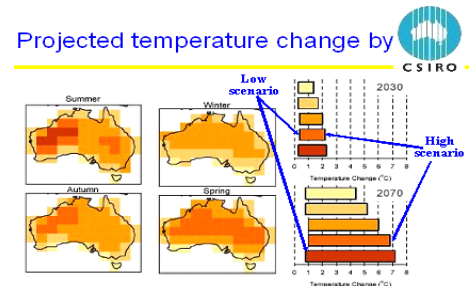 Projected temperature change by
CSIRO
Low
scenario
Summer
Winter
2030
High
scenario
0 1 2 3 4 5 6 7 8
Temperature Change (°C)
Autumn
Spring
2070
0 1 2 3 4 5 6 7 8
Temperature Change (°C)